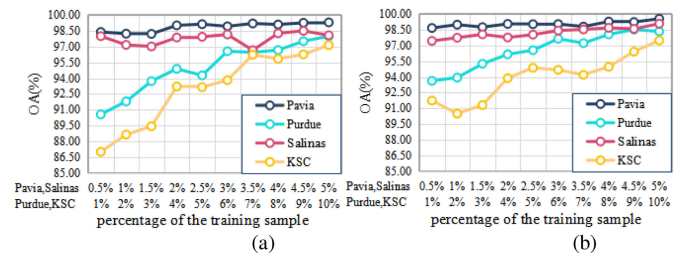 100.00
98.50
97.00
95.50
94.00
92.50
91.00
89.50
88.00
86.50
85.00
OA(%)
Pavia
Purdue
Salinas
KSC
Pavia,Salinas 0.5% 1% 1.5% 2% 2.5% 3% 3.5% 4% 4.5% 5%
Purdue,KSC 1% 2% 3% 4% 5% 6% 7% 8% 9% 10%
percentage of the training sample
(a)
100.00
98.50
97.00
95.50
94.00
92.50
91.00
89.50
88.00
86.50
85.00
OA(%)
Pavia
Purdue
Salinas
KSC
Pavia,Salinas 0.5% 1% 1.5% 2% 2.5% 3% 3.5% 4% 4.5% 5%
Purdue,KSC 1% 2% 3% 4% 5% 6% 7% 8% 9% 10%
percentage of the training sample
(b)